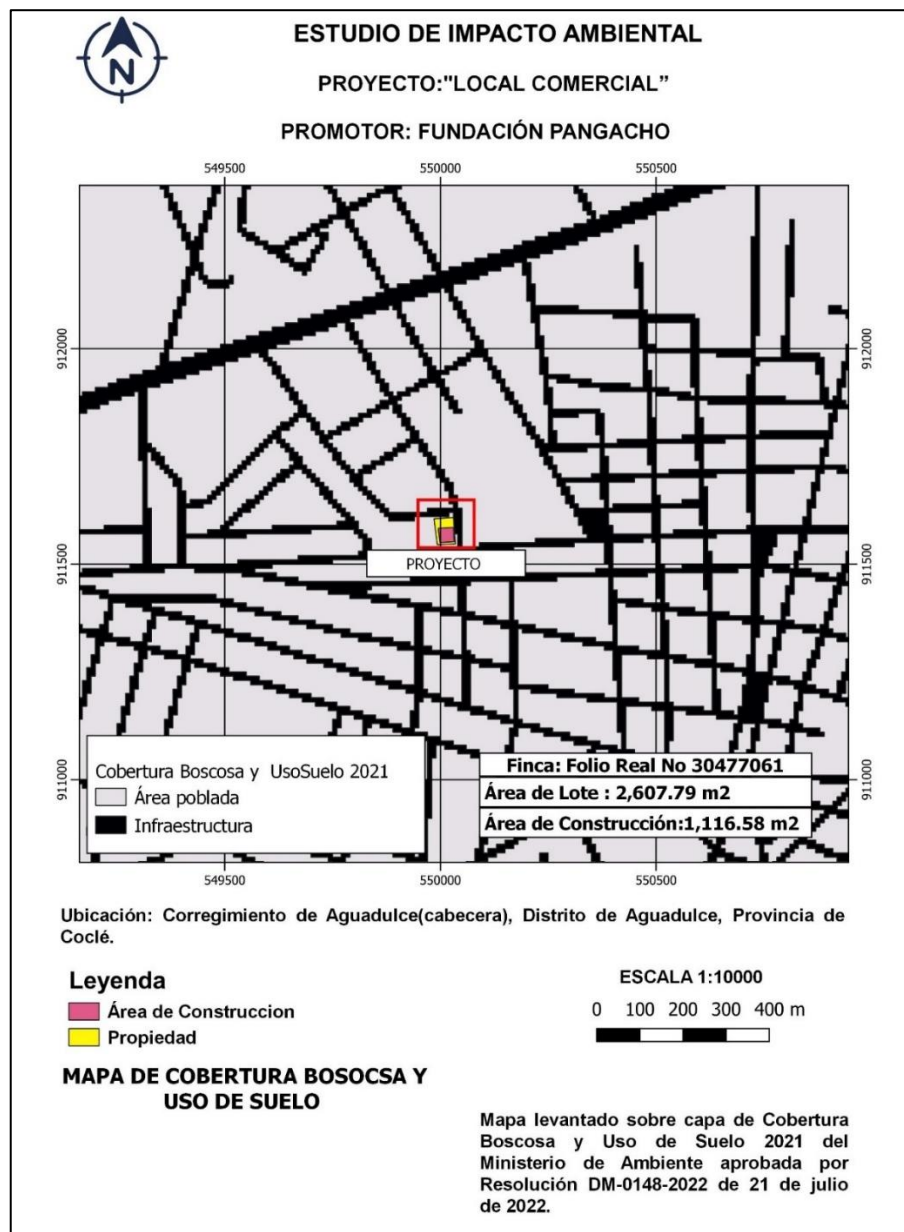 N
ESTUDIO DE IMPACTO AMBIENTAL
PROYECTO:"LOCAL COMERCIAL”
PROMOTOR: FUNDACIÓN PANGACHO
549500 550000 550500
912000 912000
911500 911500
911000 911000
PROYECTO
Cobertura Boscosa y UsoSuelo 2021
Área poblada
Infraestructura
Finca: Folio Real No 30477061
Área de Lote : 2,607.79 m2
Área de Construcción:1,116.58 m2
549500 550000 550500
Ubicación: Corregimiento de Aguadulce(cabecera), Distrito de Aguadulce, Provincia de
Coclé.
Leyenda
Área de Construccion
Propiedad
ESCALA 1:10000
0 100 200 300 400 m
MAPA DE COBERTURA BOSOCSA Y
USO DE SUELO
Mapa levantado sobre capa de Cobertura
Boscosa y Uso de Suelo 2021 del
Ministerio de Ambiente aprobada por
Resolución DM-0148-2022 de 21 de julio
de 2022.